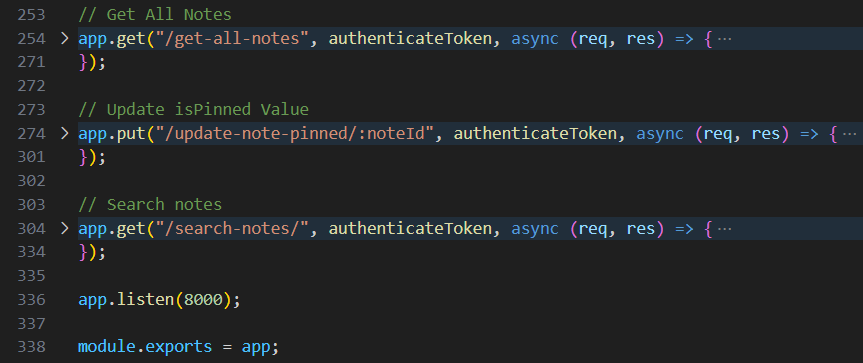 253 // Get All Notes
254 > app.get("/get-all-notes", authenticateToken, async (req, res) => { ⋯
271 });
272
273 // Update isPinned Value
274 > app.put("/update-note-pinned/:noteId", authenticateToken, async (req, res) => { ⋯
301 });
302
303 // Search notes
304 > app.get("/search-notes/", authenticateToken, async (req, res) => { ⋯
334 });
335
336 app.listen(8000);
337
338 module.exports = app;